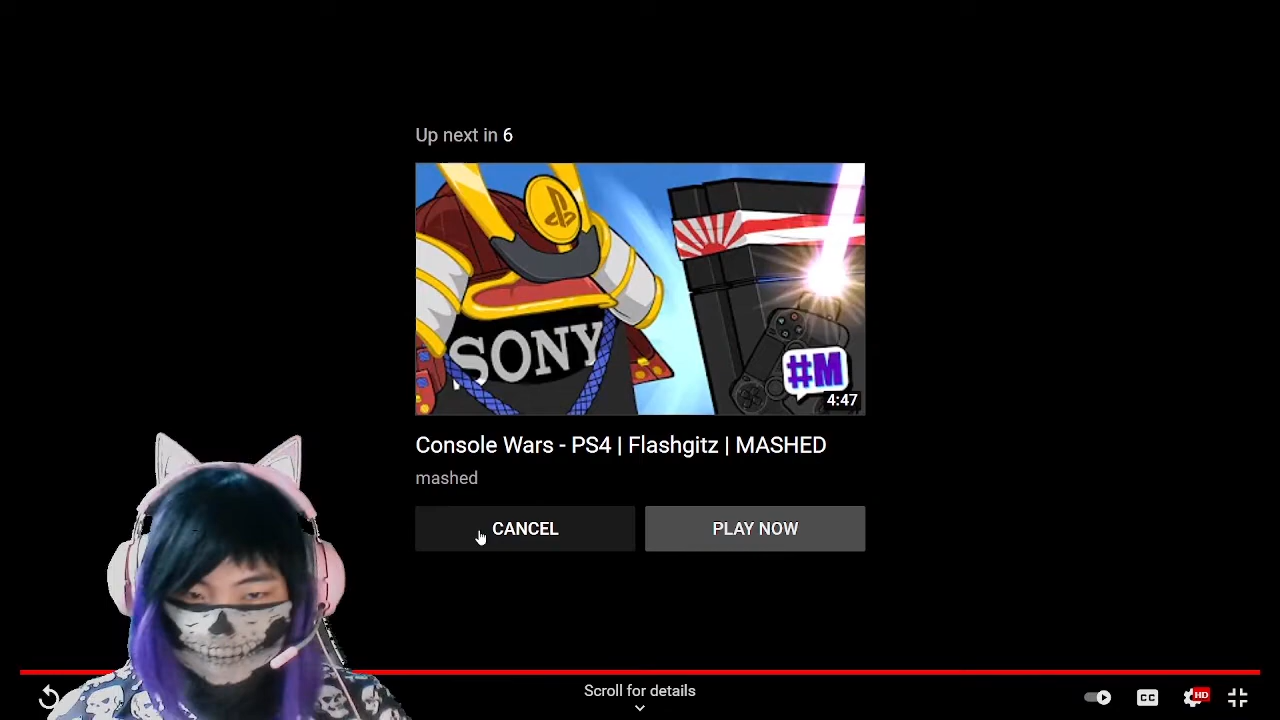 Up next in 6
SONY
#M
4:47
Console Wars - PS4 | Flashgitz | MASHED
mashed
CANCEL
PLAY NOW
Scroll for details
CC
HD